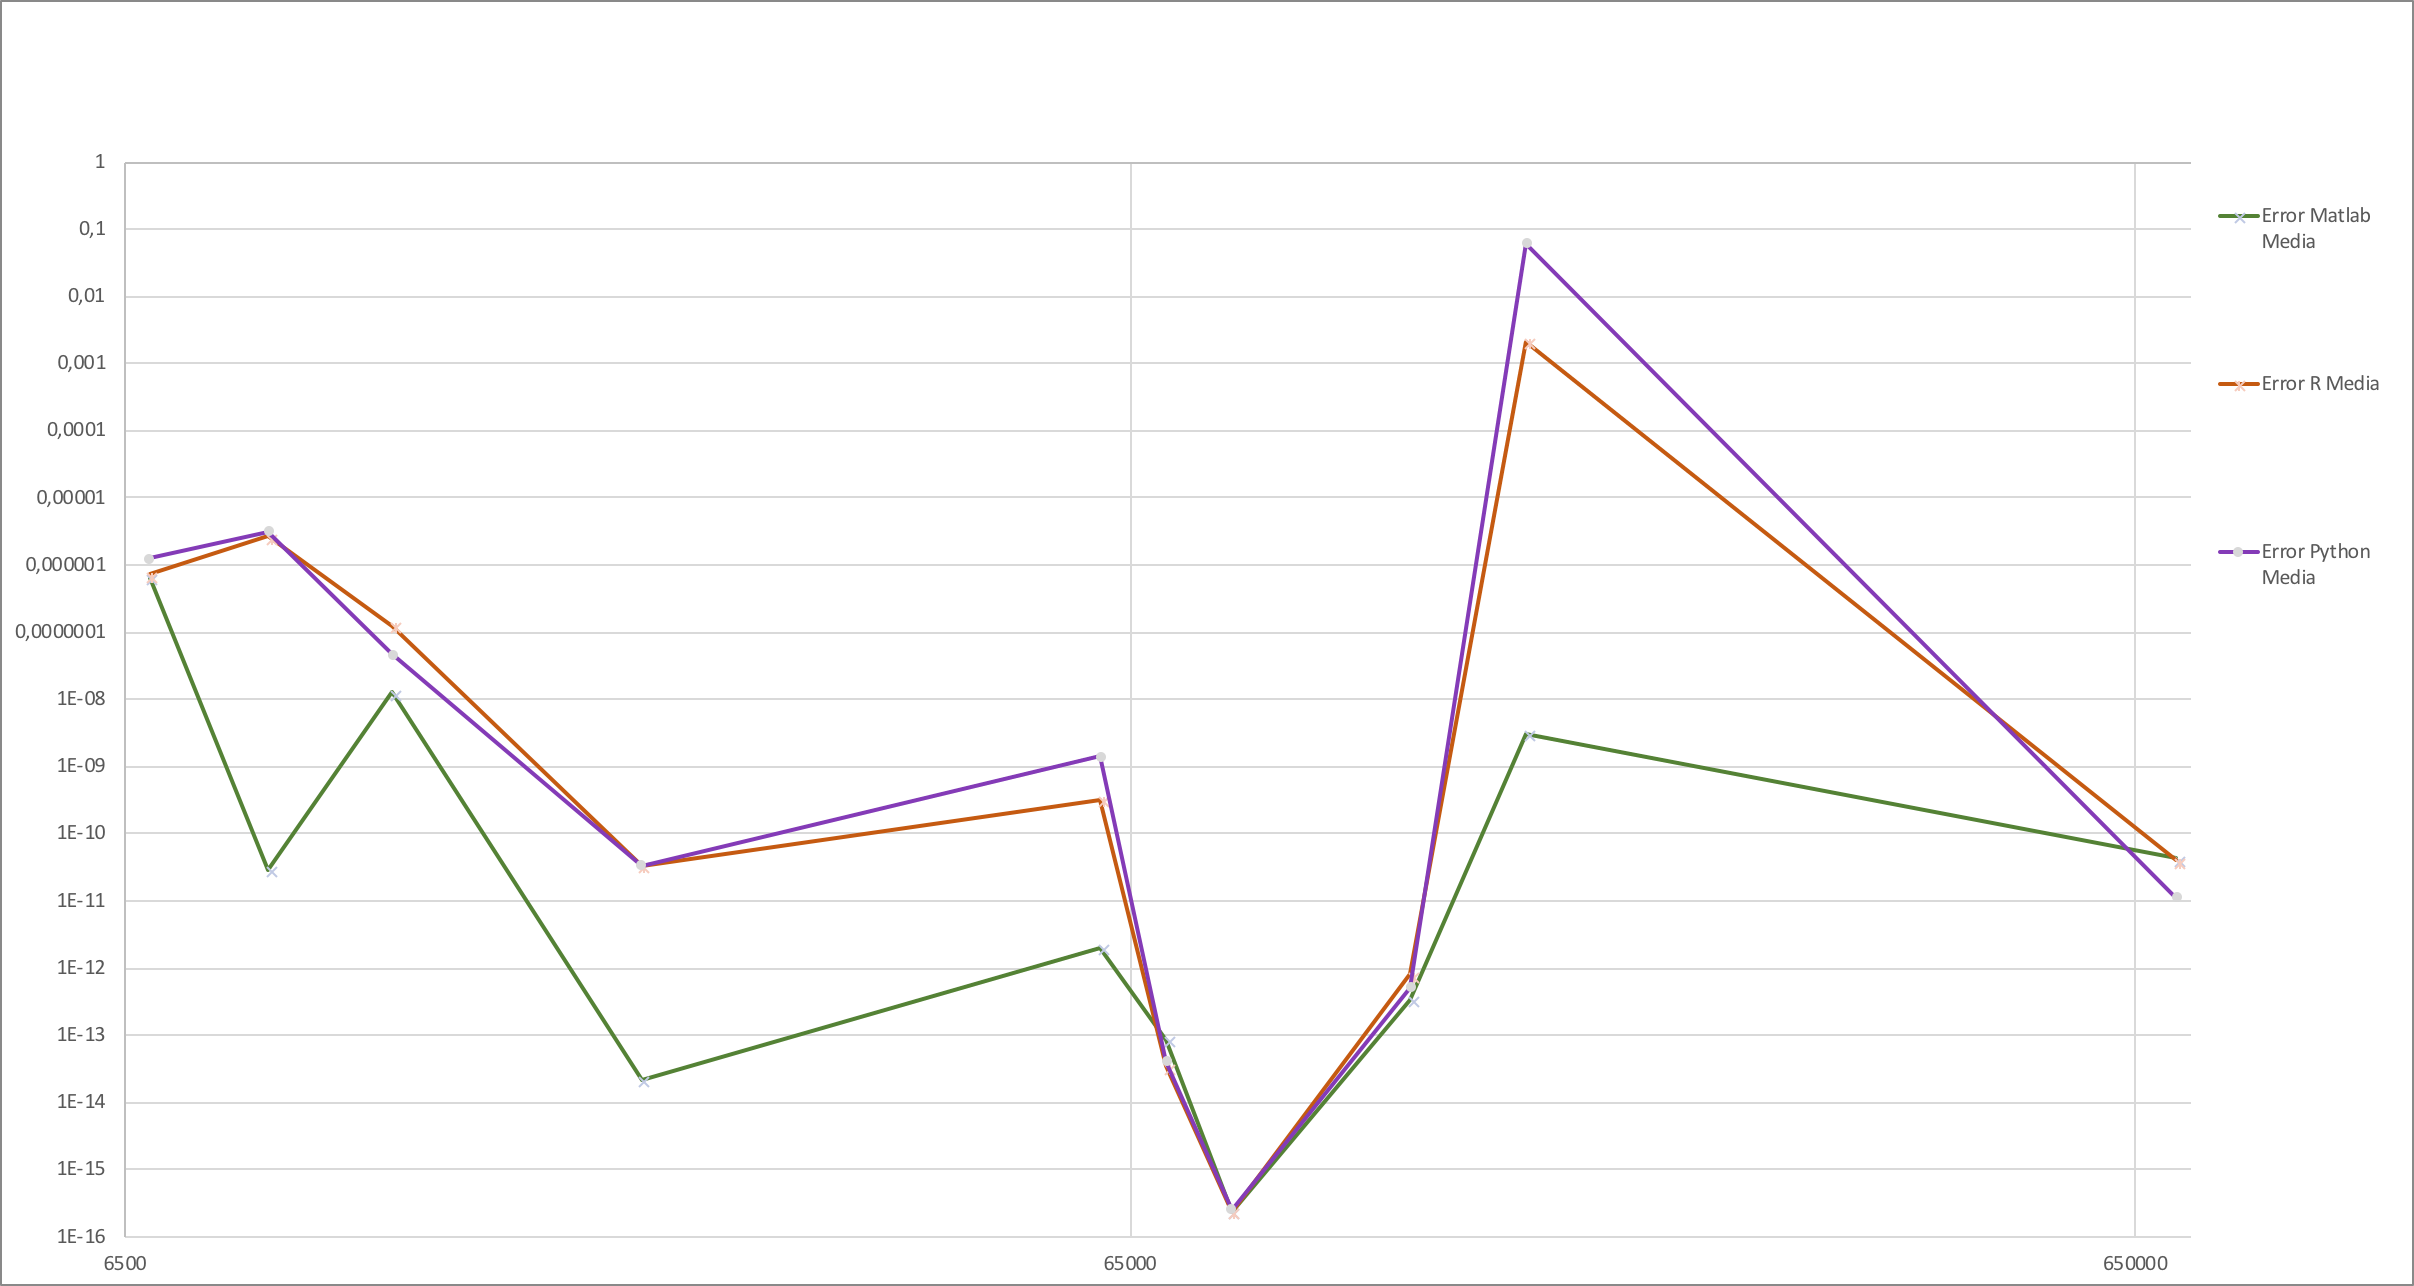 1
0,1
0,01
0,001
0,0001
0,00001
0,000001
0,0000001
1E-08
1E-09
1E-10
1E-11
1E-12
1E-13
1E-14
1E-15
1E-16
6500
65000
650000
Error Matlab
Media
Error R Media
Error Python
Media